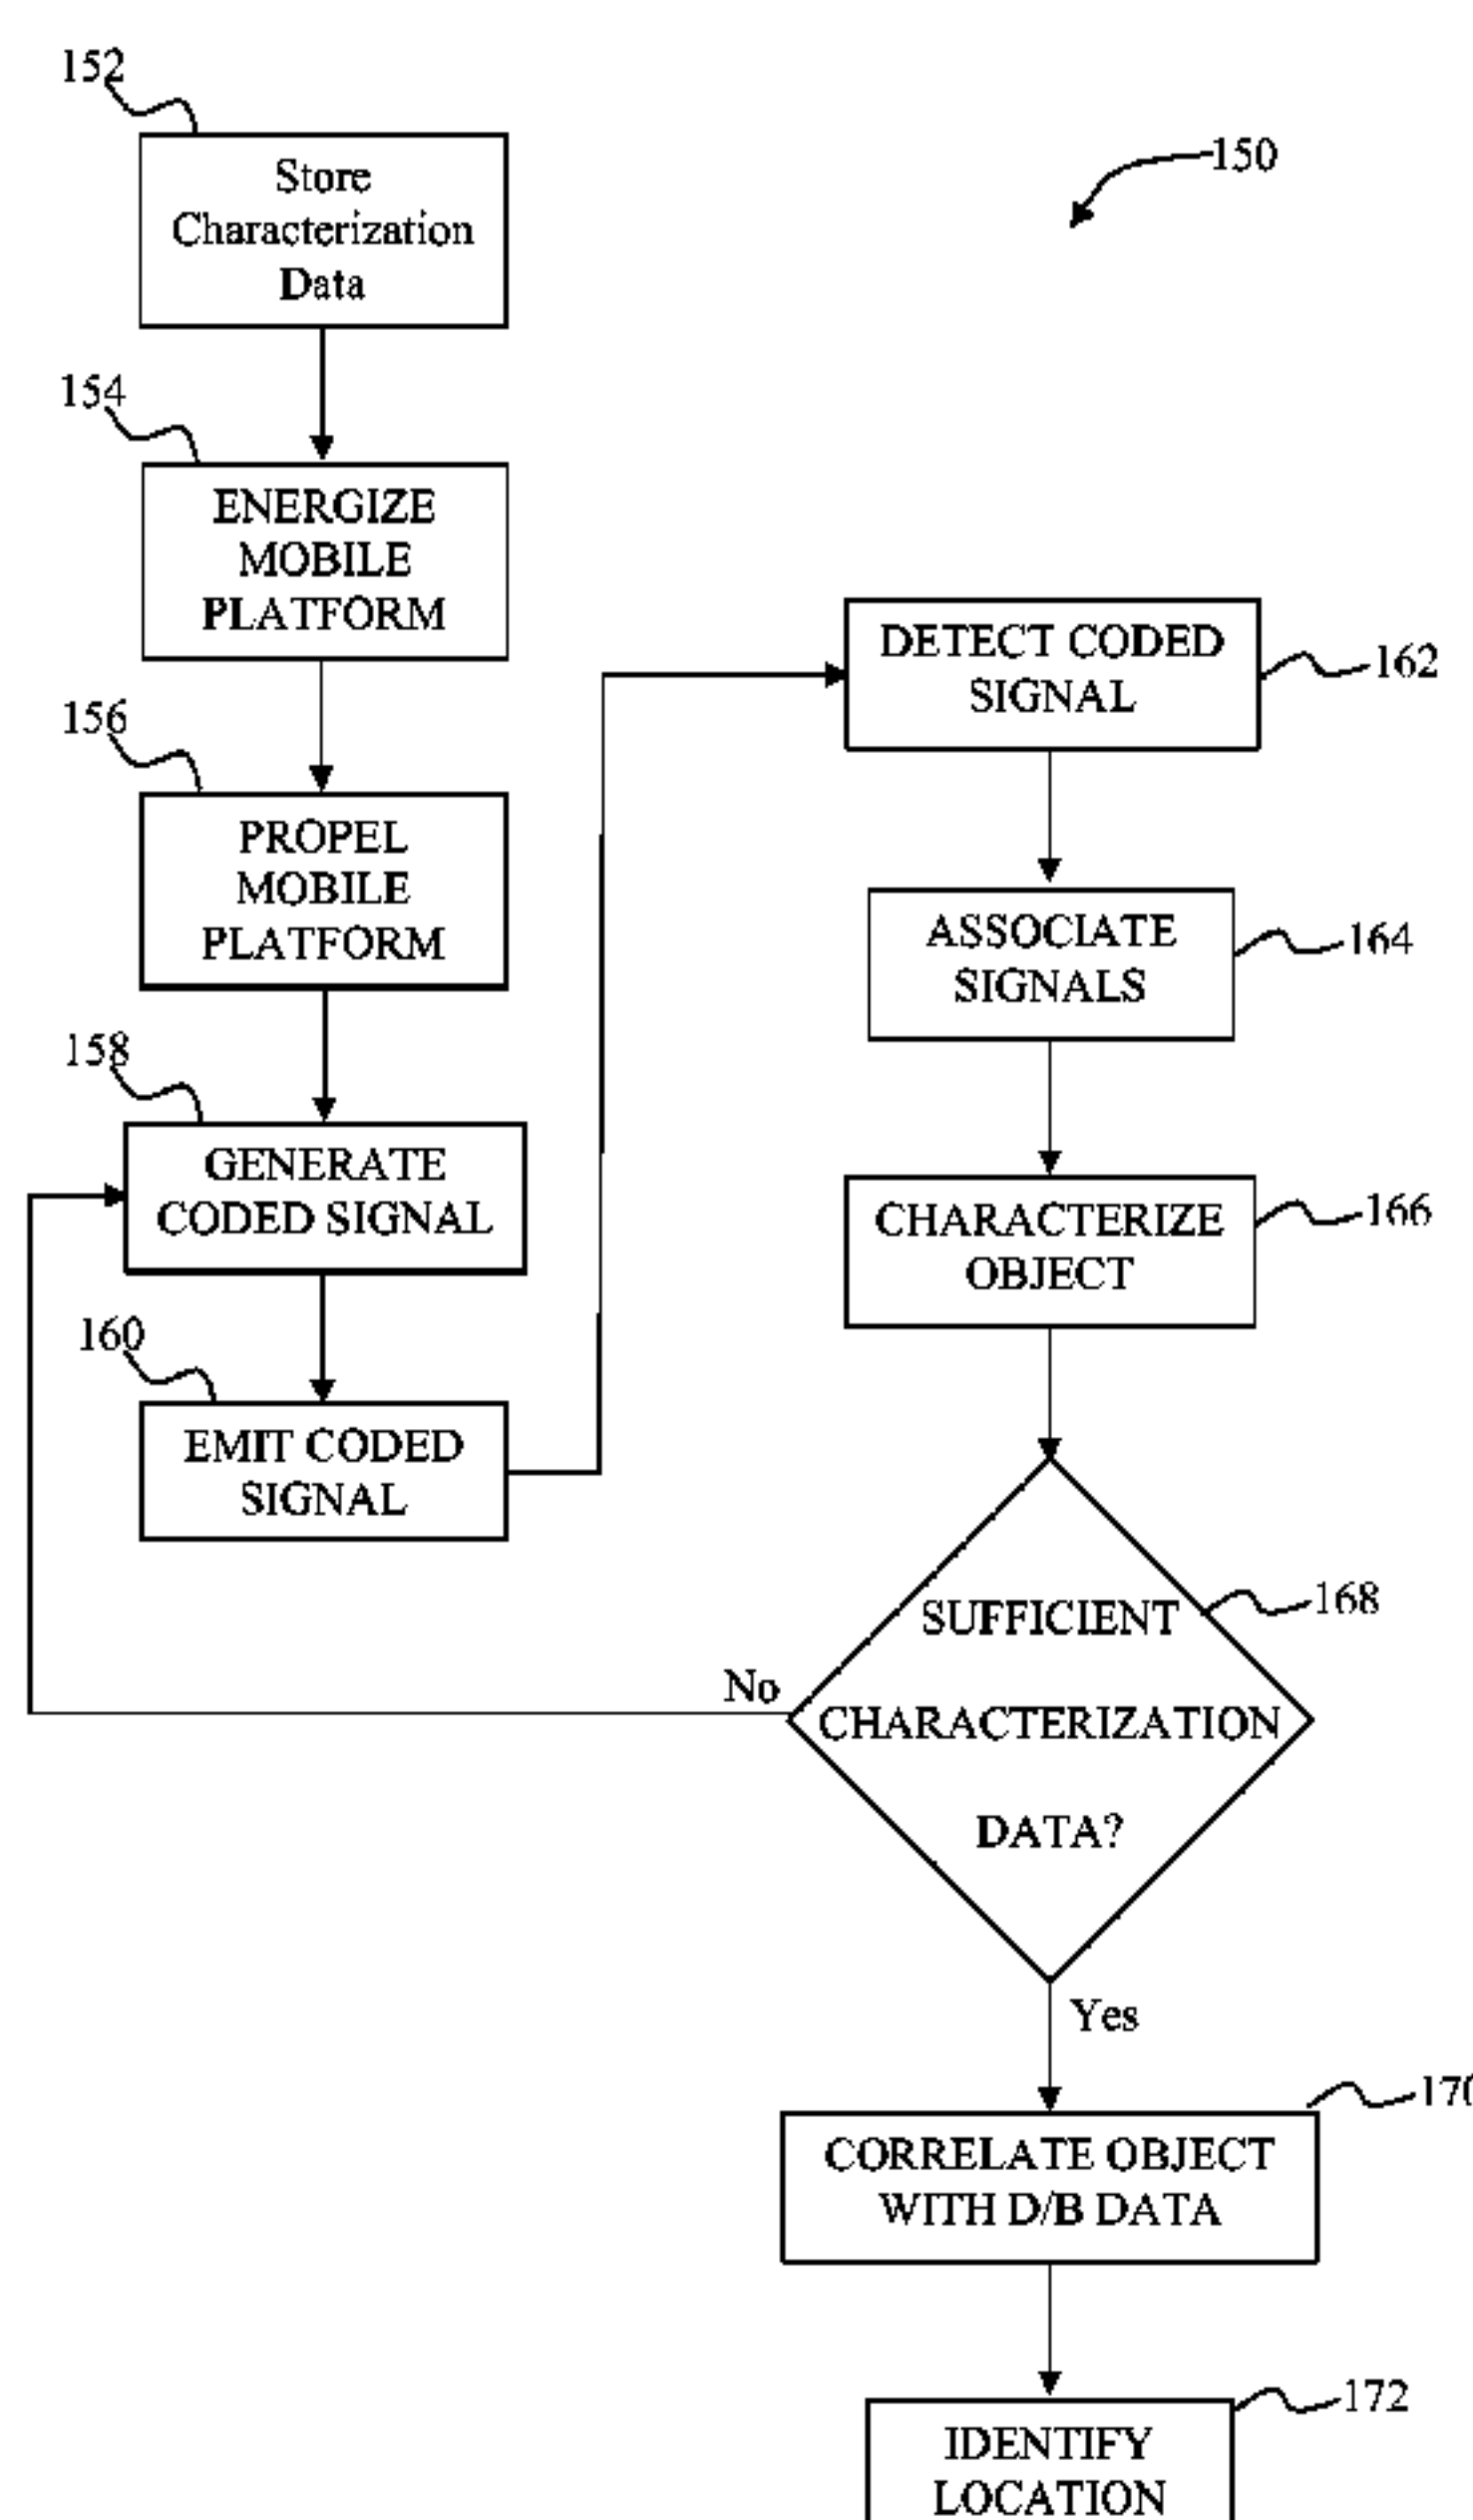 152
Store
Characterization
Data
150
154
ENERGIZE
MOBILE
PLATFORM
156
PROPEL
MOBILE
PLATFORM
158
GENERATE
CODED SIGNAL
160
EMIT CODED
SIGNAL
DETECT CODED
SIGNAL
162
ASSOCIATE
SIGNALS
164
CHARACTERIZE
OBJECT
166
SUFFICIENT
CHARACTERIZATION
DATA?
168
No
Yes
170
CORRELATE OBJECT
WITH D/B DATA
172
IDENTIFY
LOCATION